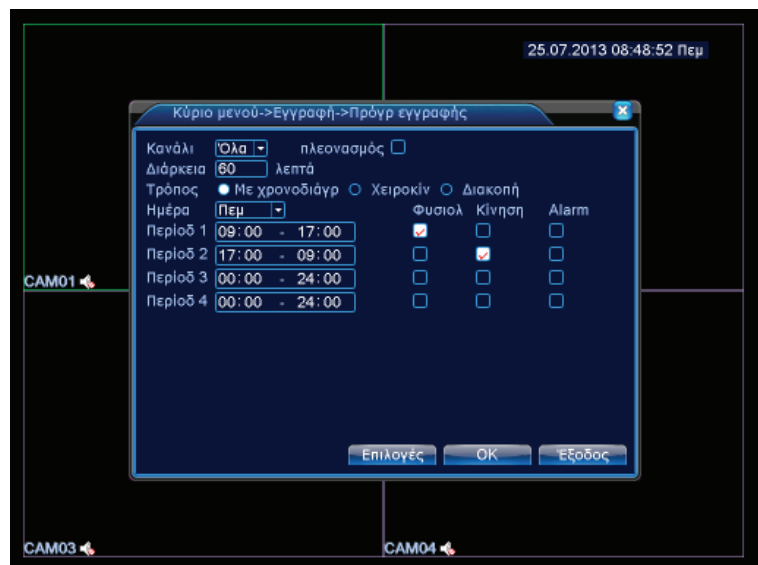 25.07.2013 08:48:52 Πεμ
Κύριο μενού->Εγγραφή->Πρόγρ εγγραφής
Κανάλι Όλα πλεονασμός
Διάρκεια 60 λεπτά
Τρόπος Με χρονοδιάγρ Χειροκίν Διακοπή
Ημέρα Πεμ Φυσιολ Κίνηση Alarm
Περίοδ 1 09:00 - 17:00
Περίοδ 2 17:00 - 09:00
Περίοδ 3 00:00 - 24:00
Περίοδ 4 00:00 - 24:00
Επιλογές OK Έξοδος
CAM01
CAM03 CAM04